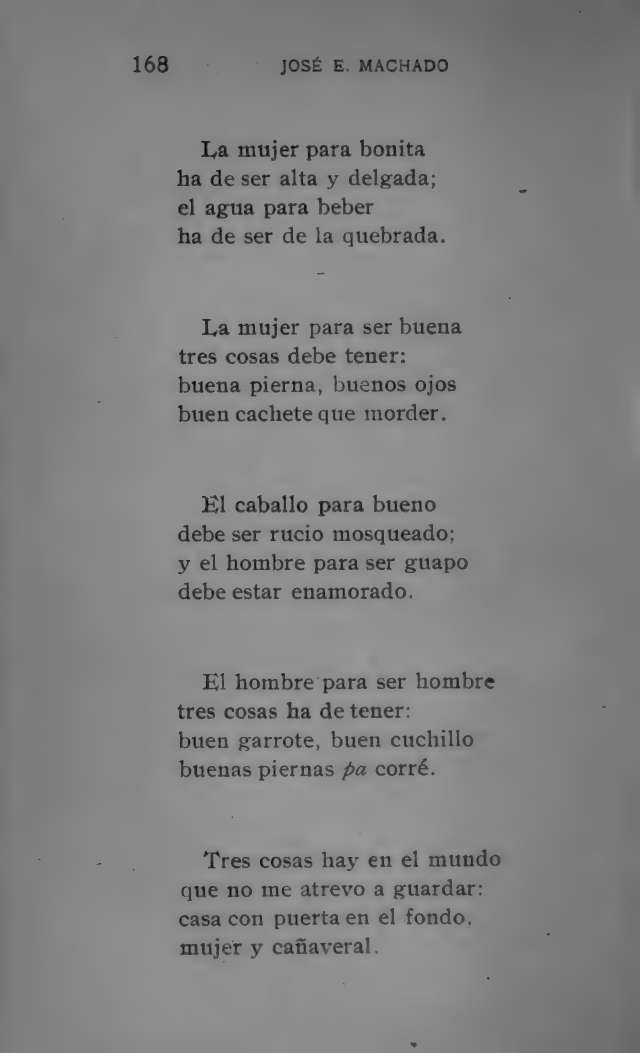 168 JOSÉ E. MACHADO
La mujer para bonita
ha de ser alta y delgada;
el agua para beber
ha de ser de la quebrada.
La mujer para ser buena
tres cosas debe tener:
buena pierna, buenos ojos
buen cachete que morder.
El caballo para bueno
debe ser rucio mosqueado;
y el hombre para ser guapo
debe estar enamorado.
El hombre para ser hombre
tres cosas ha de tener:
buen garrote, buen cuchillo
buenas piernas pa corré.
Tres cosas hay en el mundo
que no me atrevo a guardar:
casa con puerta en el fondo,
mujer y cañaveral.